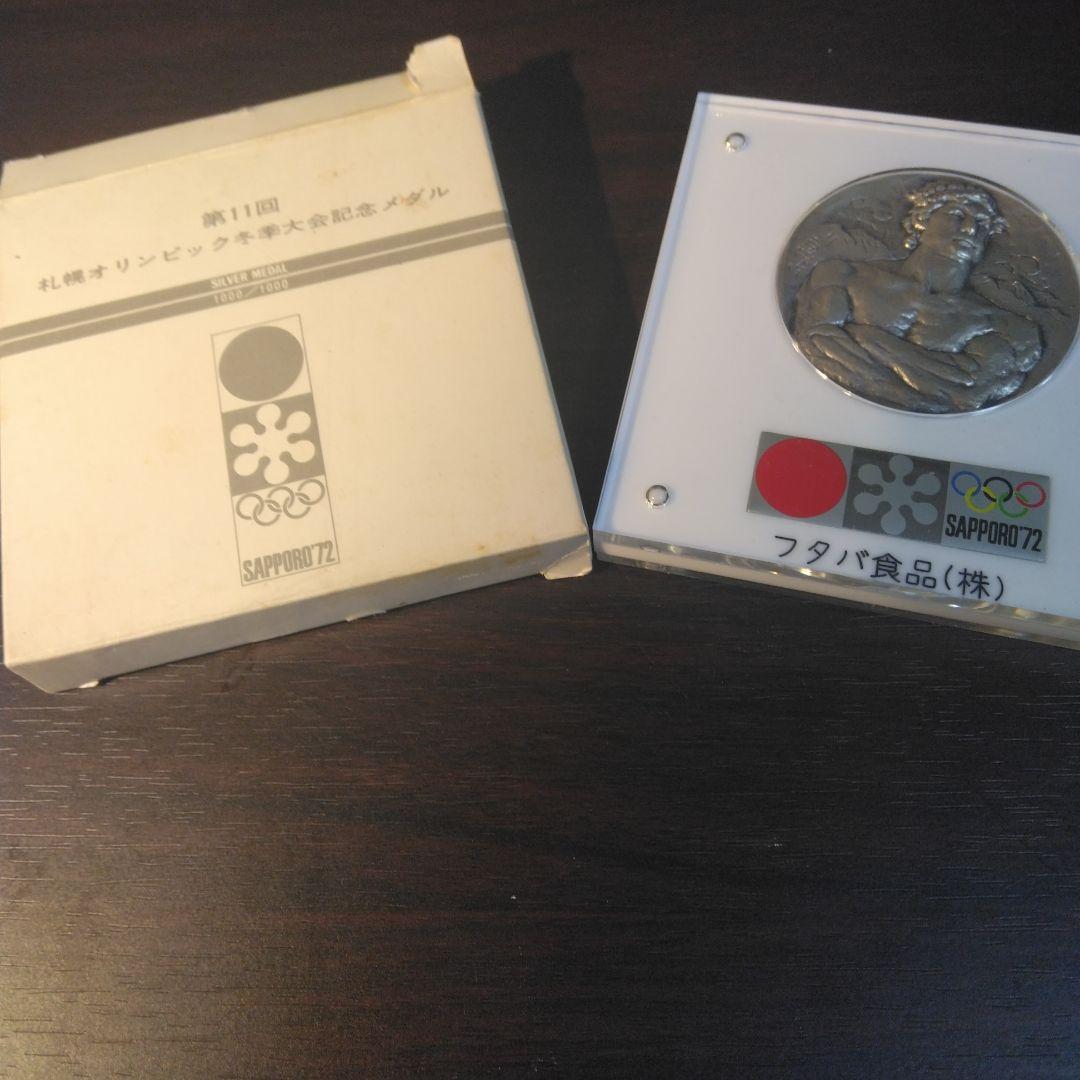 第11回
札幌オリンピック冬季大会記念メダル
SILVER MEDAL
1000/1000
SAPPORO'72
SAPPORO'72
フタバ食品(株)